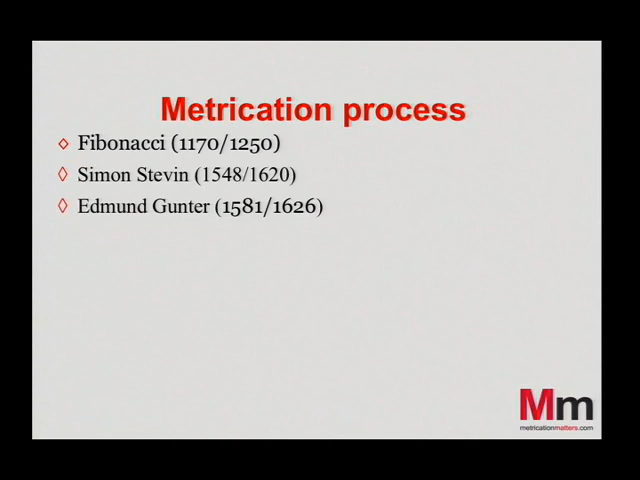 Metrication process
◊ Fibonacci (1170/1250)
◊ Simon Stevin (1548/1620)
◊ Edmund Gunter (1581/1626)
Mm
metricationmatters.com